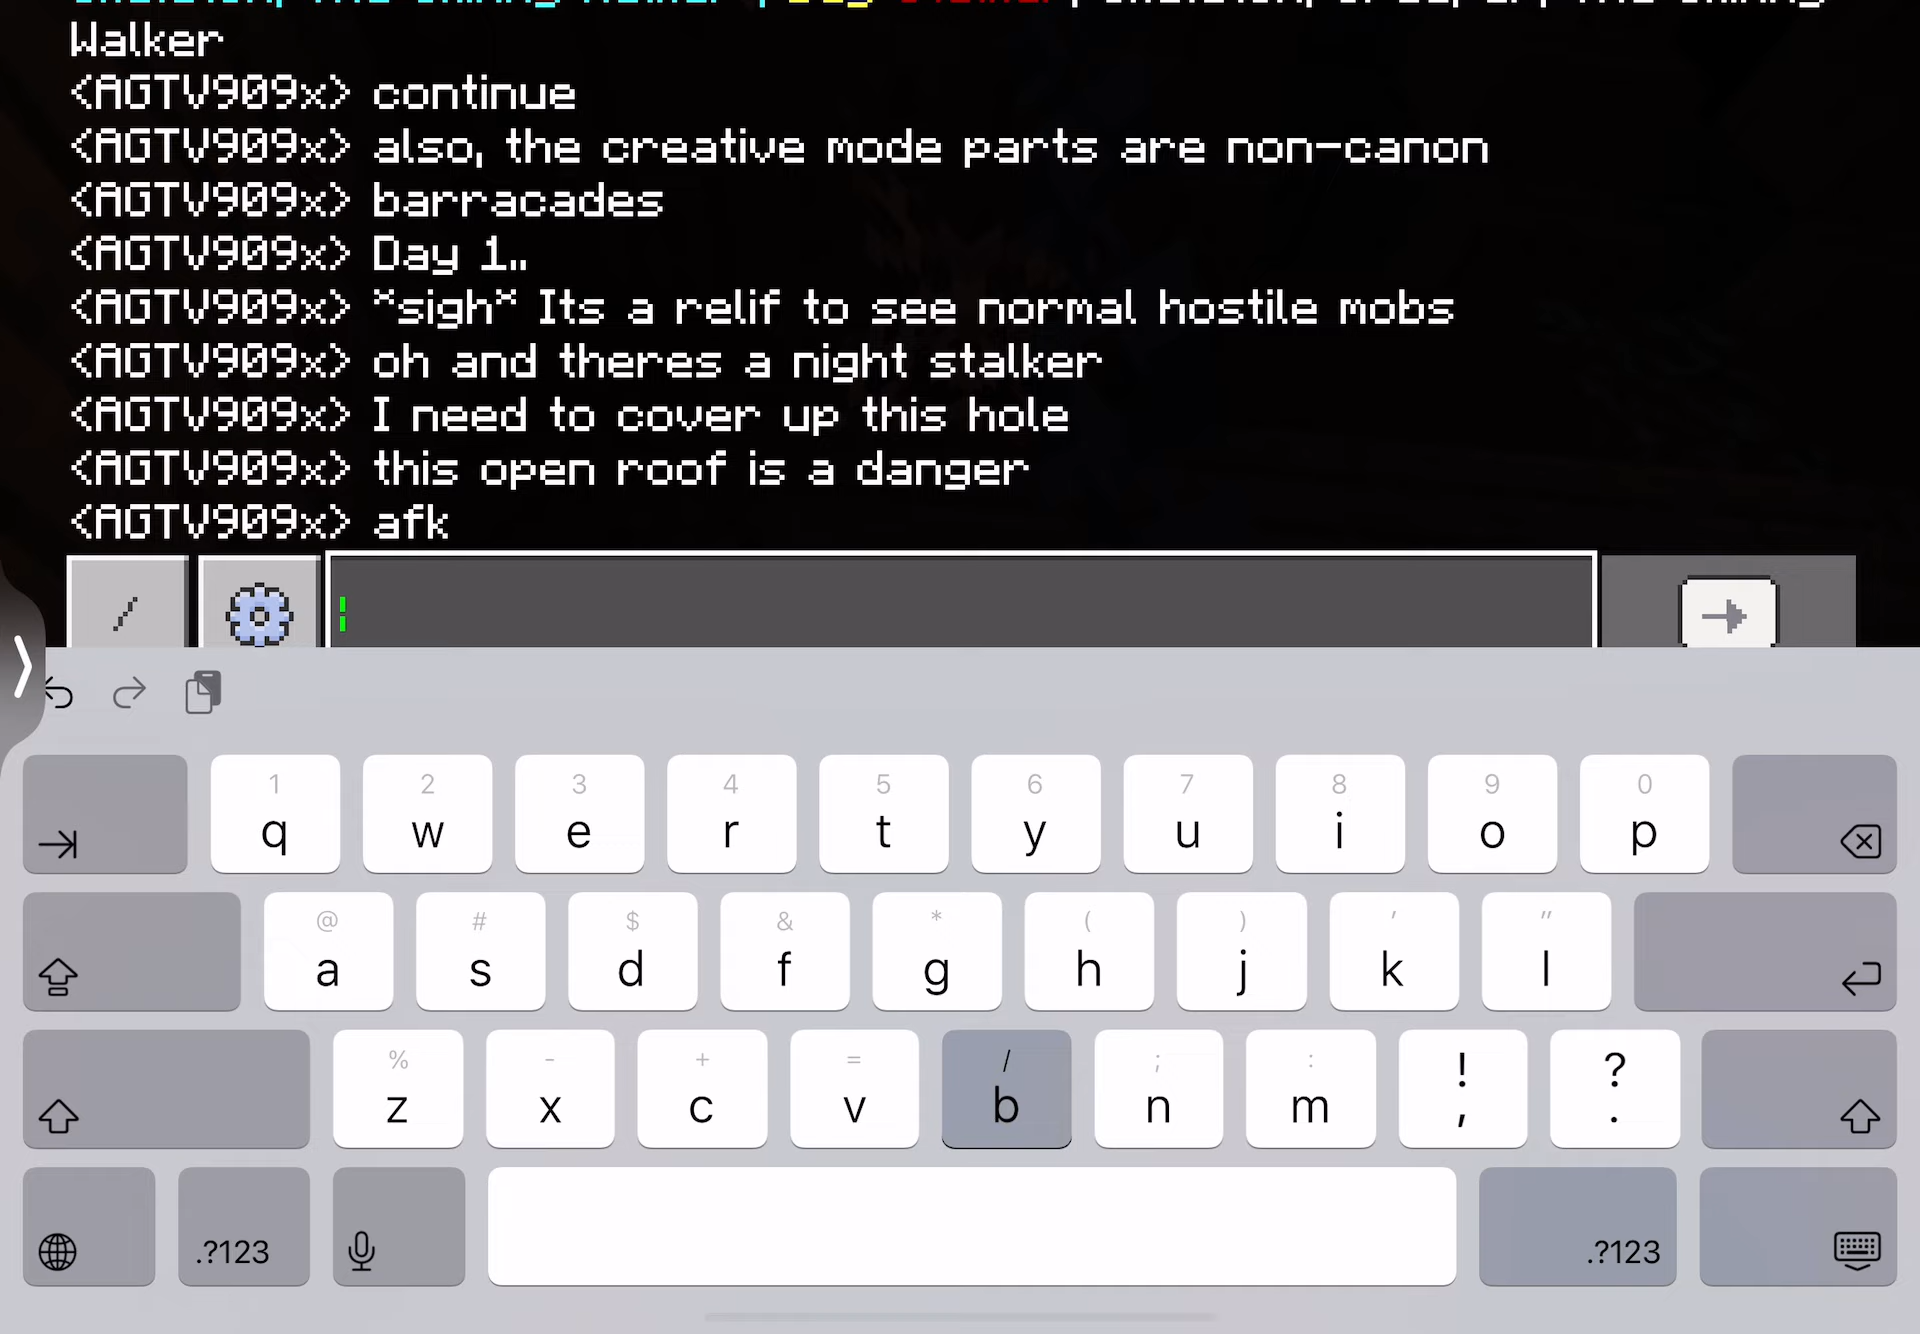 Walker
<AGTV909x> continue
<AGTV909x> also, the creative mode parts are non-canon
<AGTV909x> barracades
<AGTV909x> Day 1..
<AGTV909x> *sigh* Its a relif to see normal hostile mobs
<AGTV909x> oh and theres a night stalker
<AGTV909x> I need to cover up this hole
<AGTV909x> this open roof is a danger
<AGTV909x> afk
/
1 2 3 4 5 6 7 8 9 0
q w e r t y u i o p
@ # $ & * ( ) ' "
a s d f g h j k l
% - + = / ; : ! ?
z x c v b n m , .
.?123 .?123